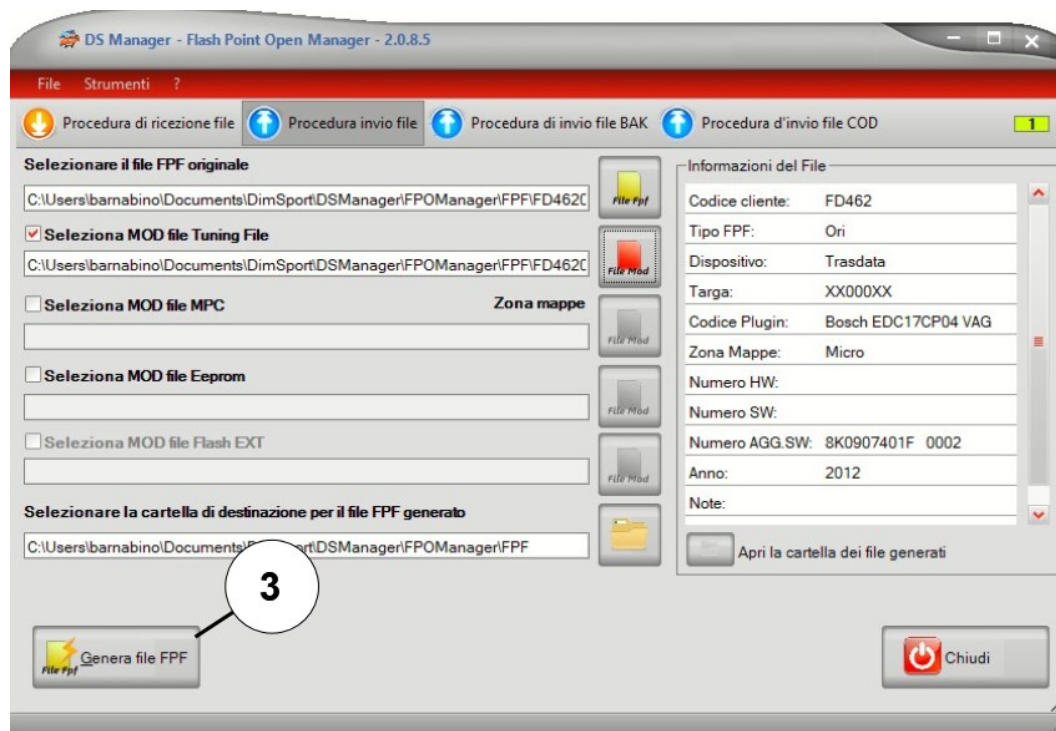 DS Manager - Flash Point Open Manager - 2.0.8.5
File Strumenti ?
Procedura di ricezione file Procedura invio file Procedura di invio file BAK Procedura d'invio file COD 1
Selezionare il file FPF originale
C:\Users\barnabino\Documents\DimSport\DSManager\FPOManager\FPF\FD462C
File Fpf
Seleziona MOD file Tuning File
C:\Users\barnabino\Documents\DimSport\DSManager\FPOManager\FPF\FD462C
File Mod
Seleziona MOD file MPC Zona mappe
File Mod
Seleziona MOD file Eeprom
File Mod
Seleziona MOD file Flash EXT
File Mod
Selezionare la cartella di destinazione per il file FPF generato
C:\Users\barnabino\Documents\D rt\DSManager\FPOManager\FPF
Informazioni del File
Codice cliente: FD462
Tipo FPF: Ori
Dispositivo: Trasdata
Targa: XX000XX
Codice Plugin: Bosch EDC17CP04 VAG
Zona Mappe: Micro
Numero HW:
Numero SW:
Numero AGG.SW: 8K0907401F 0002
Anno: 2012
Note:
Apri la cartella dei file generati
3
File Fpf Genera file FPF
Chiudi